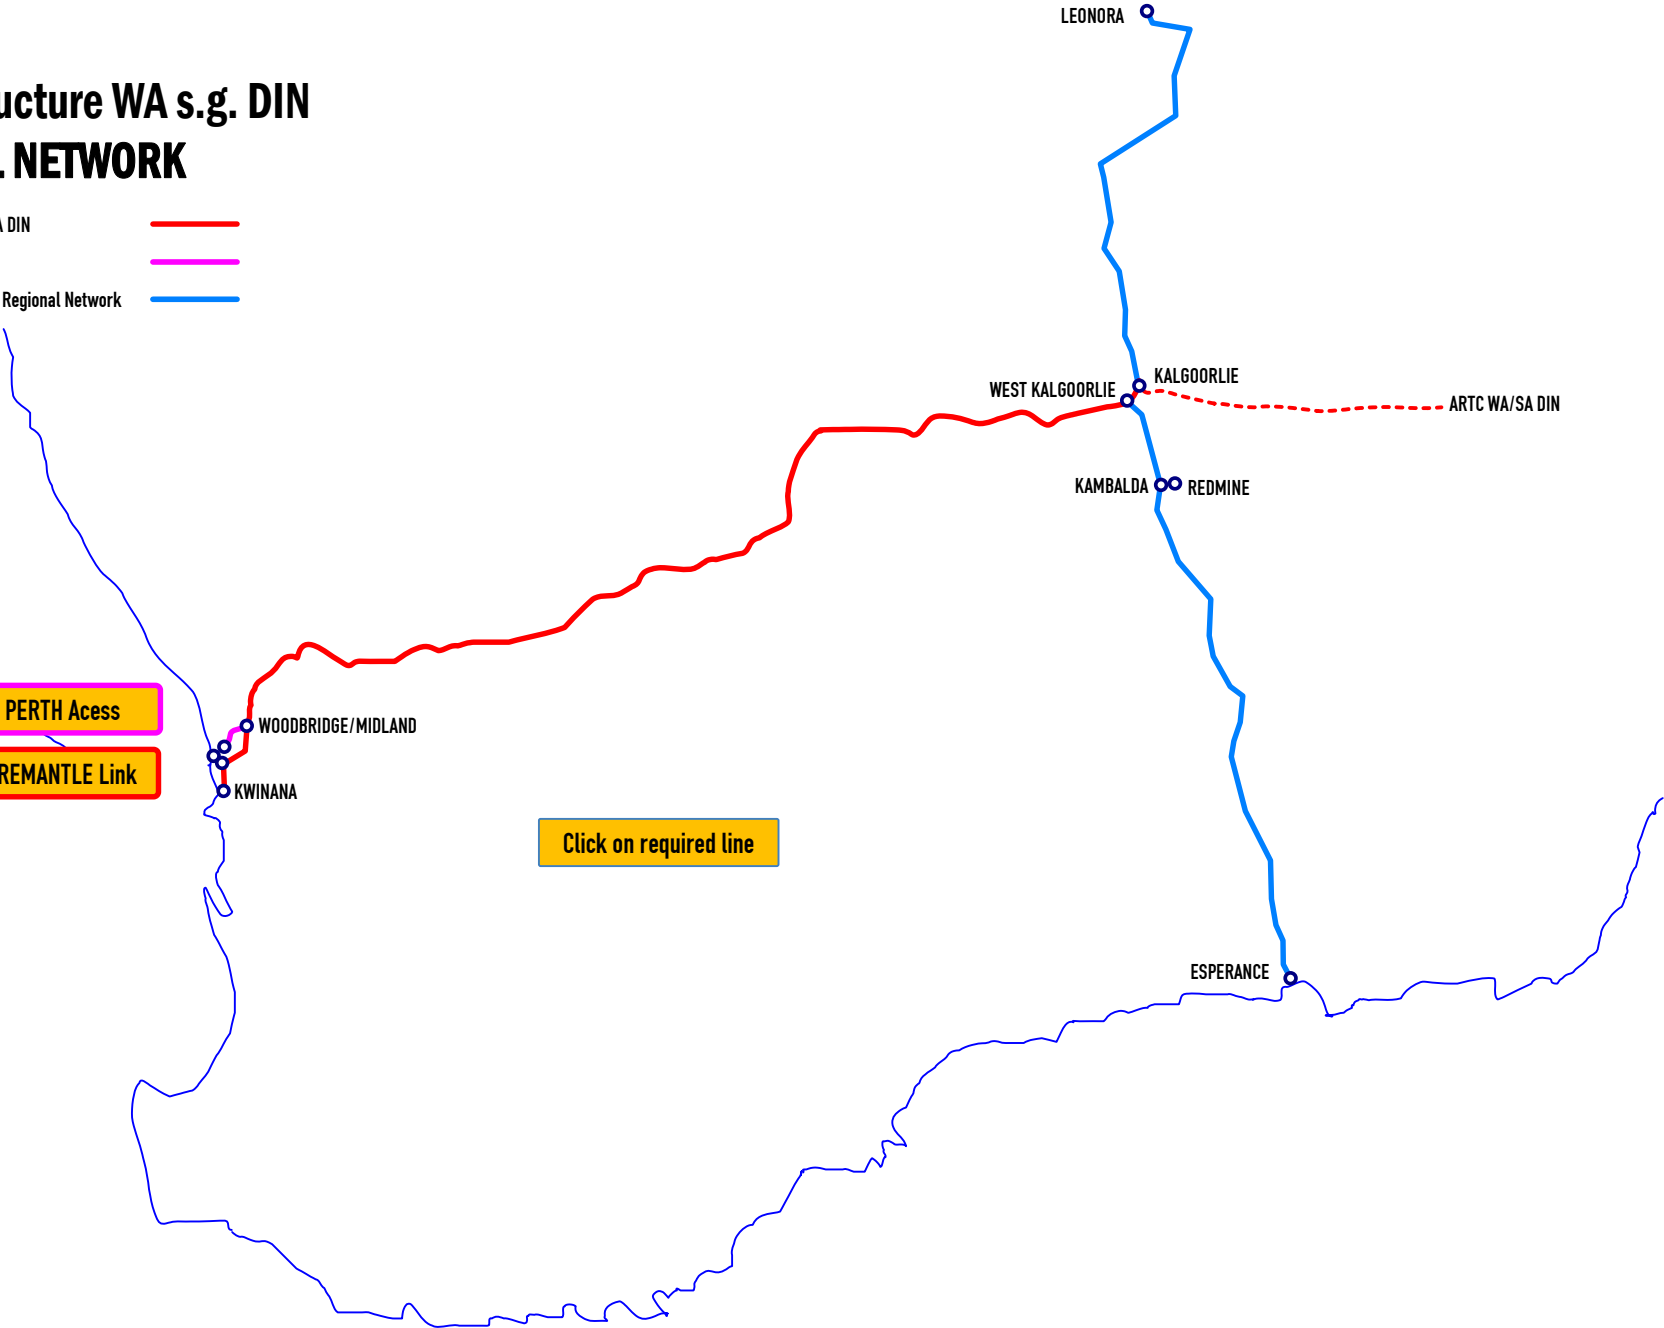 LEONORA
ucture WA s.g. DIN
. NETWORK
A DIN
Regional Network
KALGOORLIE
WEST KALGOORLIE
ARTC WA/SA DIN
KAMBALDA
REDMINE
PERTH Acess
WOODBRIDGE/MIDLAND
REMANTLE Link
KWINANA
Click on required line
ESPERANCE